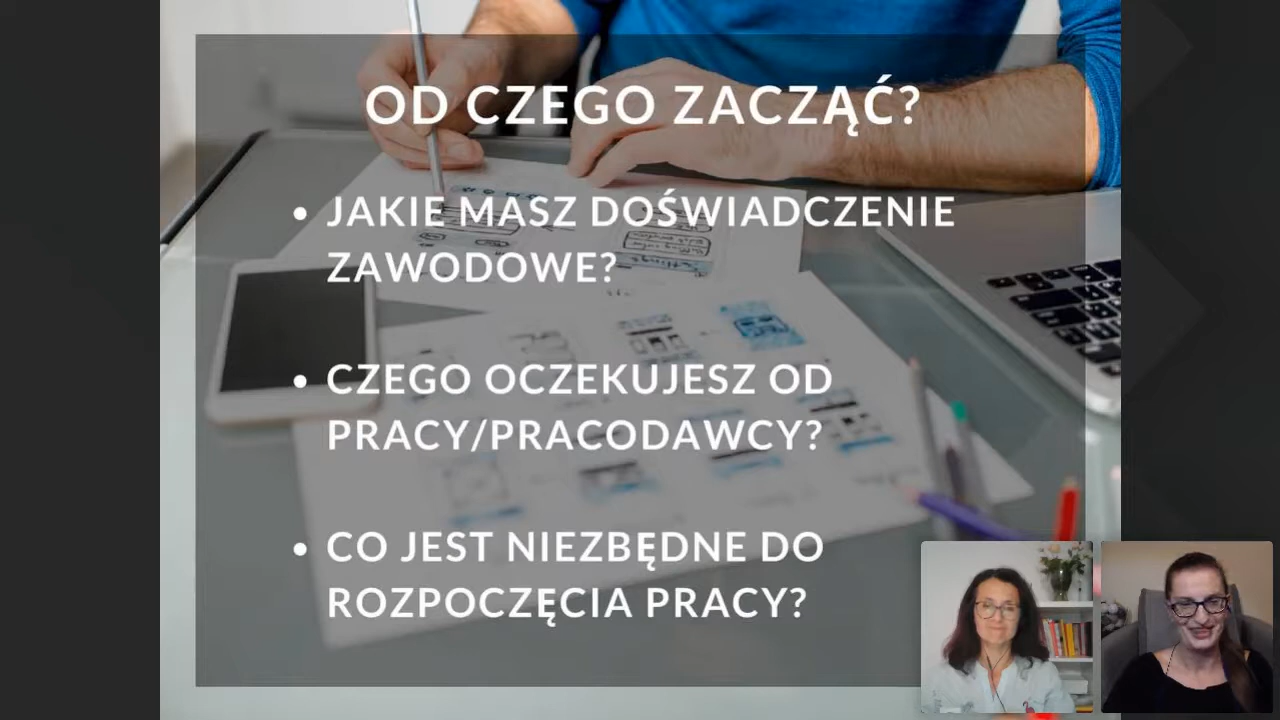 OD CZEGO ZACZĄĆ?
• JAKIE MASZ DOŚWIADCZENIE
ZAWODOWE?
• CZEGO OCZEKUJESZ OD
PRACY/PRACODAWCY?
• CO JEST NIEZBĘDNE DO
ROZPOCZĘCIA PRACY?